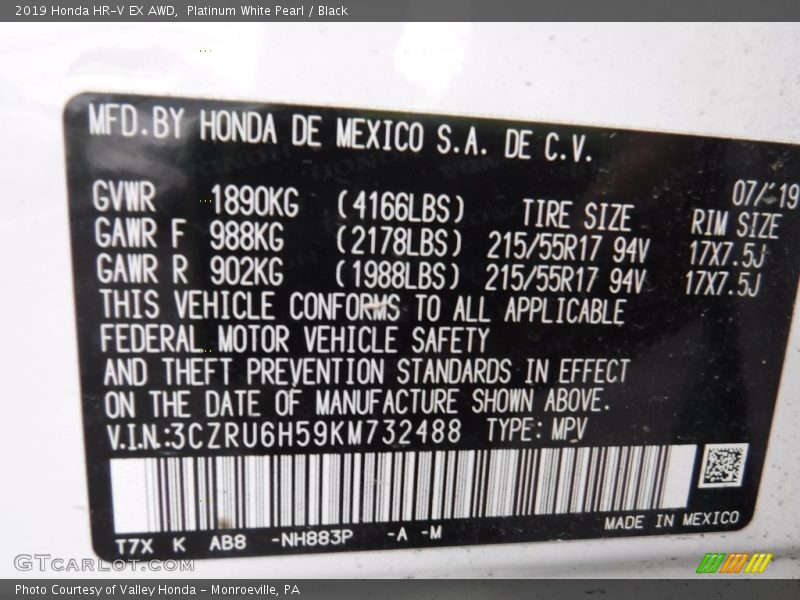 2019 Honda HR-V EX AWD,  Platinum White Pearl / Black
MFD.BY HONDA DE MEXICO S.A. DE C.V.
07/19
GVWR 1890KG (4166LBS) TIRE SIZE RIM SIZE
GAWR F 988KG (2178LBS) 215/55R17 94V 17X7.5J
GAWR R 902KG (1988LBS) 215/55R17 94V 17X7.5J
THIS VEHICLE CONFORMS TO ALL APPLICABLE
FEDERAL MOTOR VEHICLE SAFETY
AND THEFT PREVENTION STANDARDS IN EFFECT
ON THE DATE OF MANUFACTURE SHOWN ABOVE.
V.I.N.:3CZRU6H59KM732488 TYPE: MPV
T7X K AB8 -NH883P -A -M
MADE IN MEXICO
GTCarLot.com
Photo Courtesy of Valley Honda - Monroeville, PA